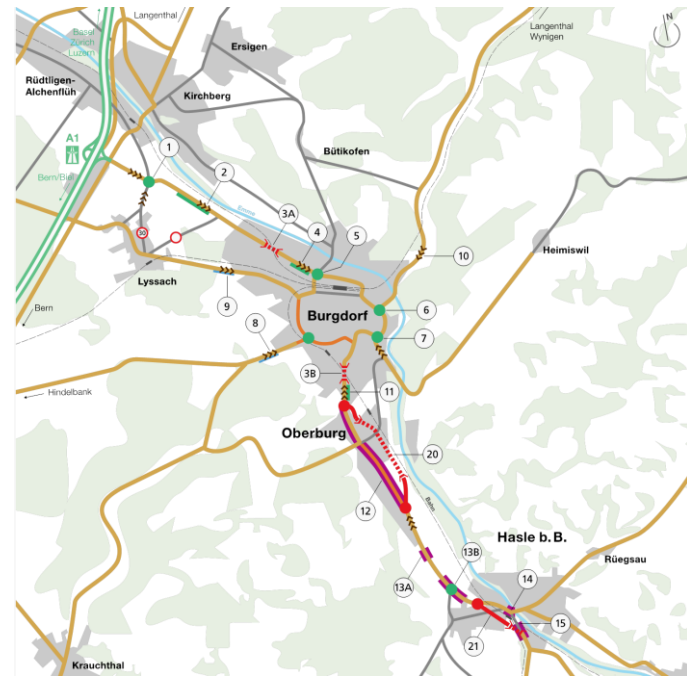 Langenthal
Basel
Zürich
Luzern
Ersigen
Langenthal
Wynigen
N
Rüdtligen-
Alchenflüh
Kirchberg
A1
1
2
Bütikofen
Bern/Biel
Emme
3A
4
5
30
Lyssach
10
Heimiswil
9
Bern
Burgdorf
6
8
7
3B
Hindelbank
11
Oberburg
20
12
Bahn
Hasle b. B.
13B
14
Rüegsau
13A
15
21
Krauchthal